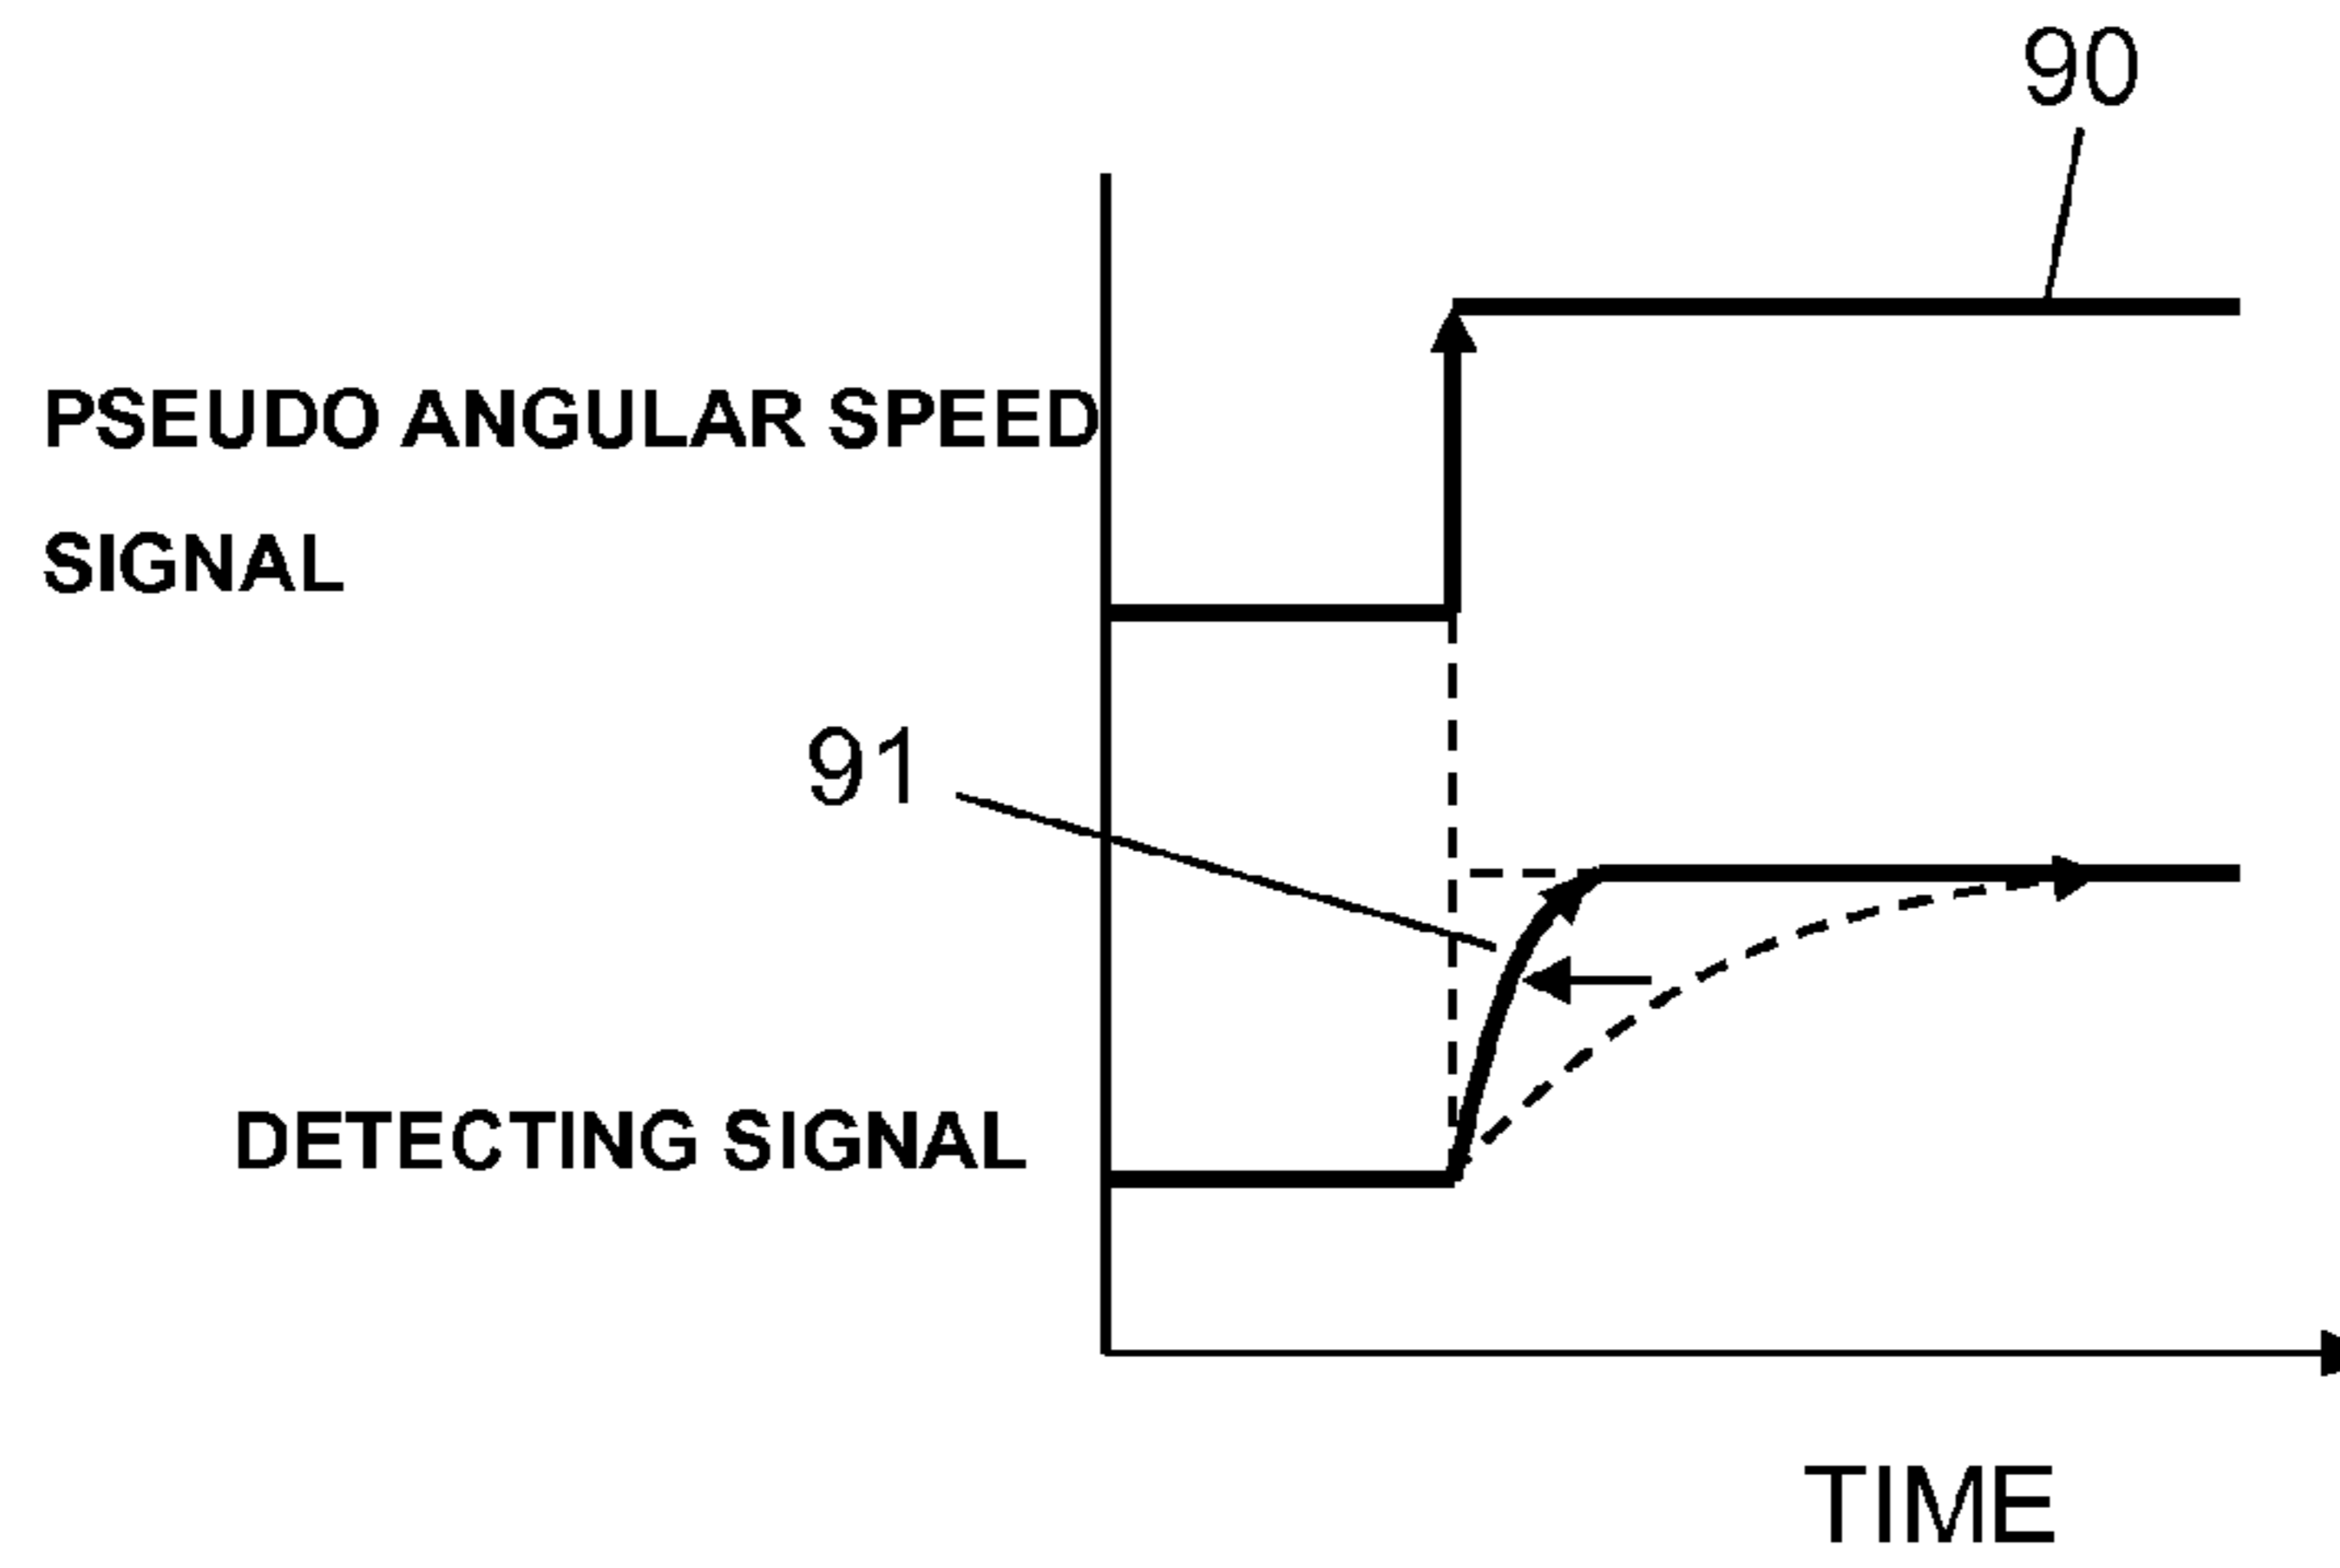 90
PSEUDO ANGULAR SPEED
SIGNAL
91
DETECTING SIGNAL
TIME